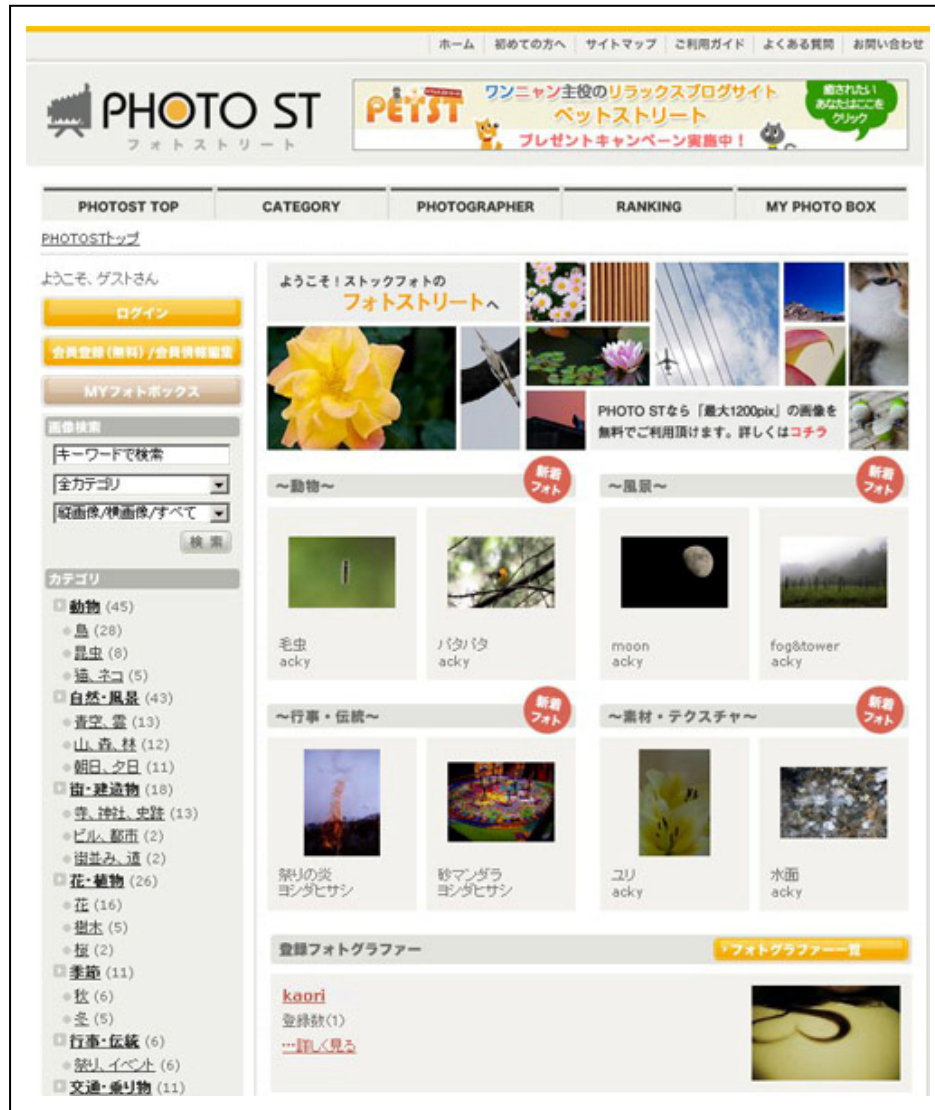 ホーム 初めての方へ サイトマップ ご利用ガイド よくある質問 お問い合わせ
PHOTO ST
フォトストリート
PETST
ワンニャン主役のリラックスブログサイト
ペットストリート
プレゼントキャンペーン実施中！
癒されたい
あなたはここを
クリック
PHOTOST TOP CATEGORY PHOTOGRAPHER RANKING MY PHOTO BOX
PHOTOSTトップ
ようこそ、ゲストさん
ログイン
会員登録(無料)/会員情報編集
MYフォトボックス
画像検索
キーワードで検索
全カテゴリ
縦画像/横画像/すべて
検 索
カテゴリ
動物 (45)
鳥 (28)
昆虫 (8)
猫、ネコ (5)
自然・風景 (43)
青空、雲 (13)
山、森、林 (12)
朝日、夕日 (11)
街・建造物 (18)
寺、神社、史跡 (13)
ビル、都市 (2)
街並み、道 (2)
花・植物 (26)
花 (16)
樹木 (5)
桜 (2)
季節 (11)
秋 (6)
冬 (5)
行事・伝統 (6)
祭り、イベント (6)
交通・乗り物 (11)
ようこそ！ストックフォトの
フォトストリートへ
PHOTO STなら「最大1200pix」の画像を
無料でご利用頂けます。詳しくはコチラ
～動物～
新着
フォト
毛虫
acky
パタパタ
acky
～風景～
新着
フォト
moon
acky
fog&tower
acky
～行事・伝統～
新着
フォト
祭りの炎
ヨシダヒサシ
砂マンダラ
ヨシダヒサシ
～素材・テクスチャ～
新着
フォト
ユリ
acky
水面
acky
登録フォトグラファー
フォトグラファー一覧
kaori
登録数(1)
…詳しく見る